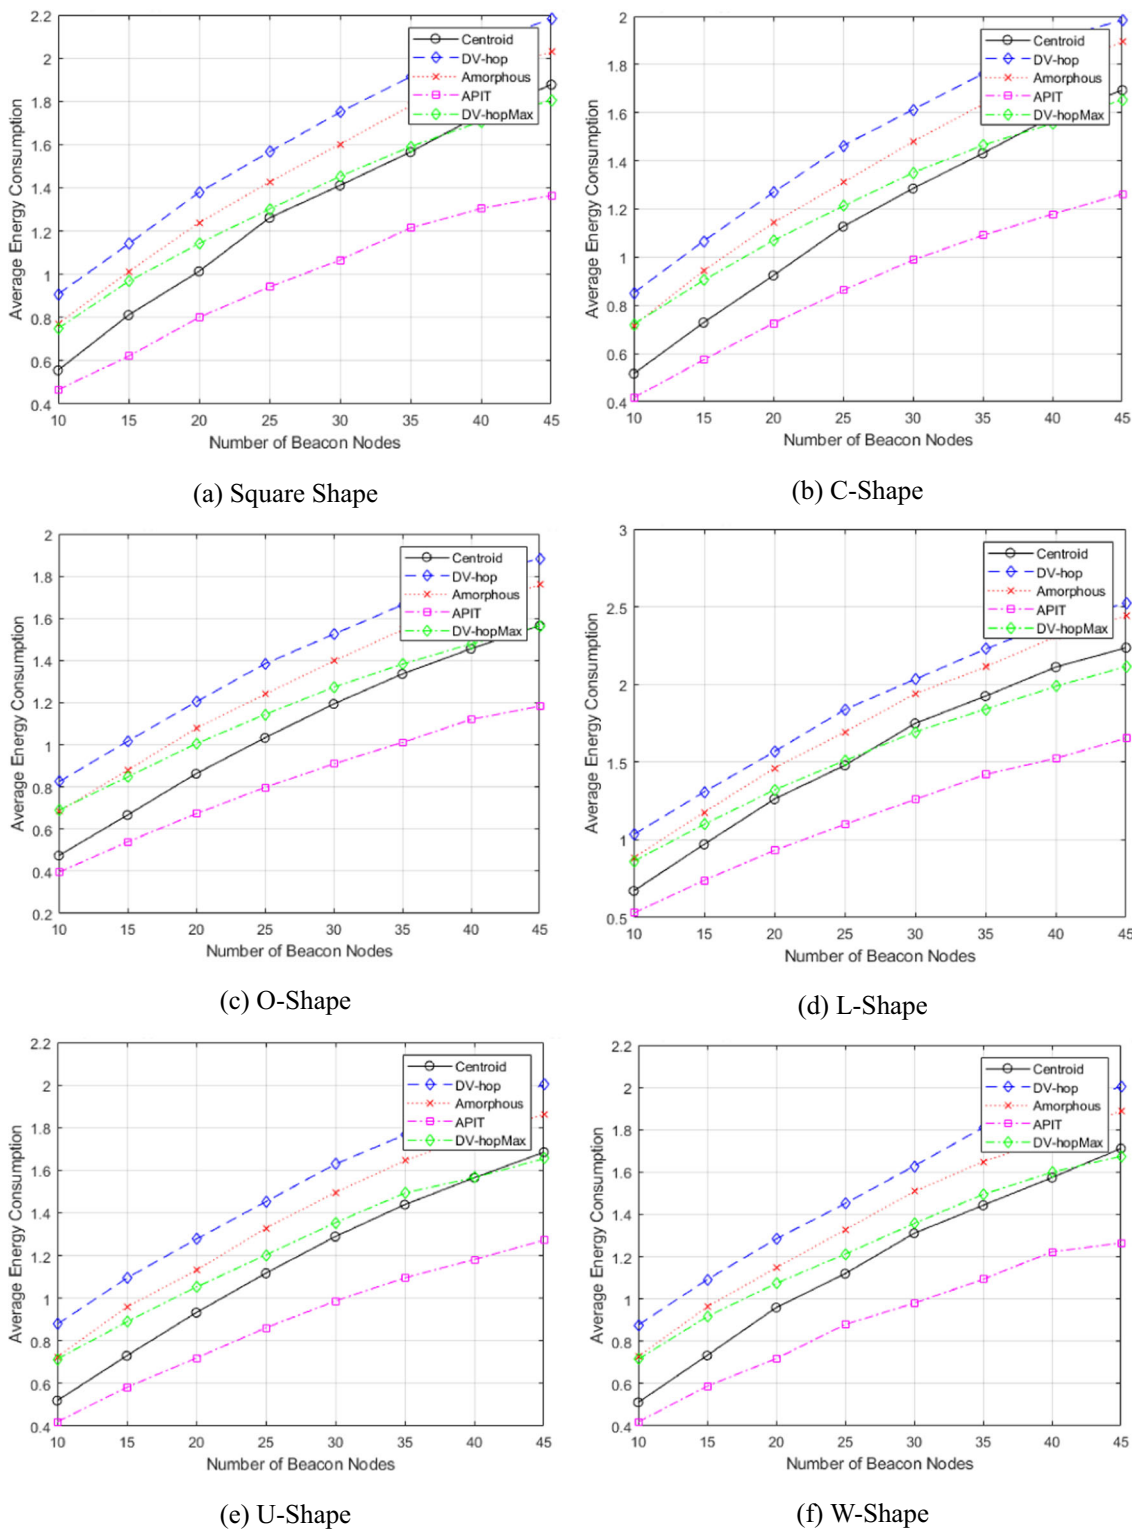 2.2
2
1.8
1.6
1.4
1.2
1
0.8
0.6
0.4
Average Energy Consumption
10 15 20 25 30 35 40 45
Number of Beacon Nodes
Centroid
DV-hop
Amorphous
APIT
DV-hopMax
(a) Square Shape
2
1.8
1.6
1.4
1.2
1
0.8
0.6
0.4
Average Energy Consumption
10 15 20 25 30 35 40 45
Number of Beacon Nodes
Centroid
DV-hop
Amorphous
APIT
DV-hopMax
(b) C-Shape
2
1.8
1.6
1.4
1.2
1
0.8
0.6
0.4
0.2
Average Energy Consumption
10 15 20 25 30 35 40 45
Number of Beacon Nodes
Centroid
DV-hop
Amorphous
APIT
DV-hopMax
(c) O-Shape
3
2.5
2
1.5
1
0.5
Average Energy Consumption
10 15 20 25 30 35 40 45
Number of Beacon Nodes
Centroid
DV-hop
Amorphous
APIT
DV-hopMax
(d) L-Shape
2.2
2
1.8
1.6
1.4
1.2
1
0.8
0.6
0.4
Average Energy Consumption
10 15 20 25 30 35 40 45
Number of Beacon Nodes
Centroid
DV-hop
Amorphous
APIT
DV-hopMax
(e) U-Shape
2.2
2
1.8
1.6
1.4
1.2
1
0.8
0.6
0.4
Average Energy Consumption
10 15 20 25 30 35 40 45
Number of Beacon Nodes
Centroid
DV-hop
Amorphous
APIT
DV-hopMax
(f) W-Shape